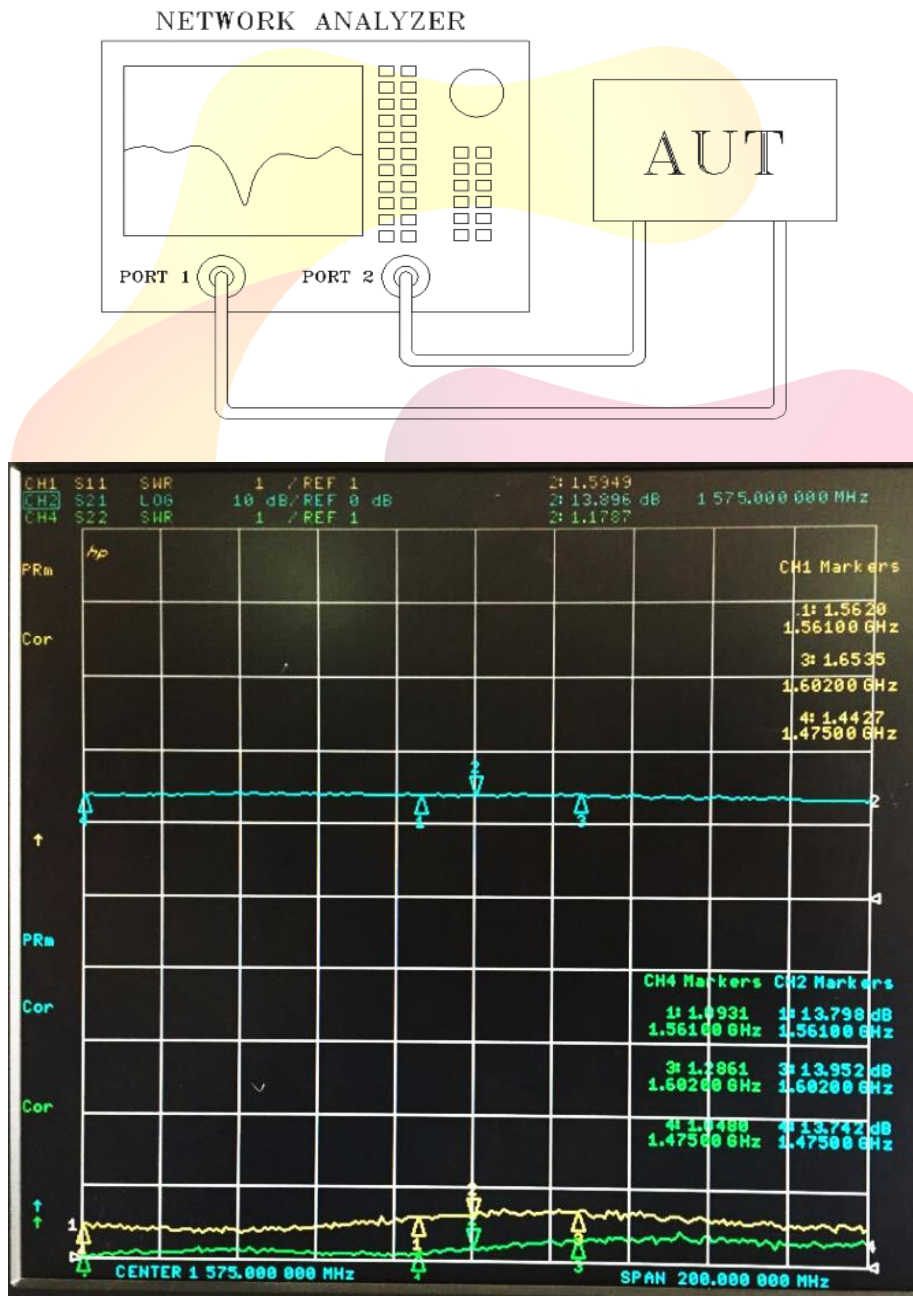 NETWORK ANALYZER
AUT
PORT 1 PORT 2
CH1 S11 SWR 1 / REF 1 2: 1.5949
CH2 S21 LOG 10 dB/ REF 0 dB 2: 13.896 dB 1 575.000 000 MHz
CH4 S22 SWR 1 / REF 1 2: 1.1787
hp
PRm
CH1 Markers
1: 1.5620
1.56100 GHz
Cor
3: 1.6535
1.60200 GHz
4: 1.4427
1.47500 GHz
2
1 3 2
PRm
CH4 Markers CH2 Markers
Cor
1: 1.0931 1: 13.798 dB
1.56100 GHz 1.56100 GHz
3: 1.2861 3: 13.952 dB
1.60200 GHz 1.60200 GHz
Cor
4: 1.0480 4: 13.742 dB
1.47500 GHz 1.47500 GHz
1
CENTER 1 575.000 000 MHz SPAN 200.000 000 MHz